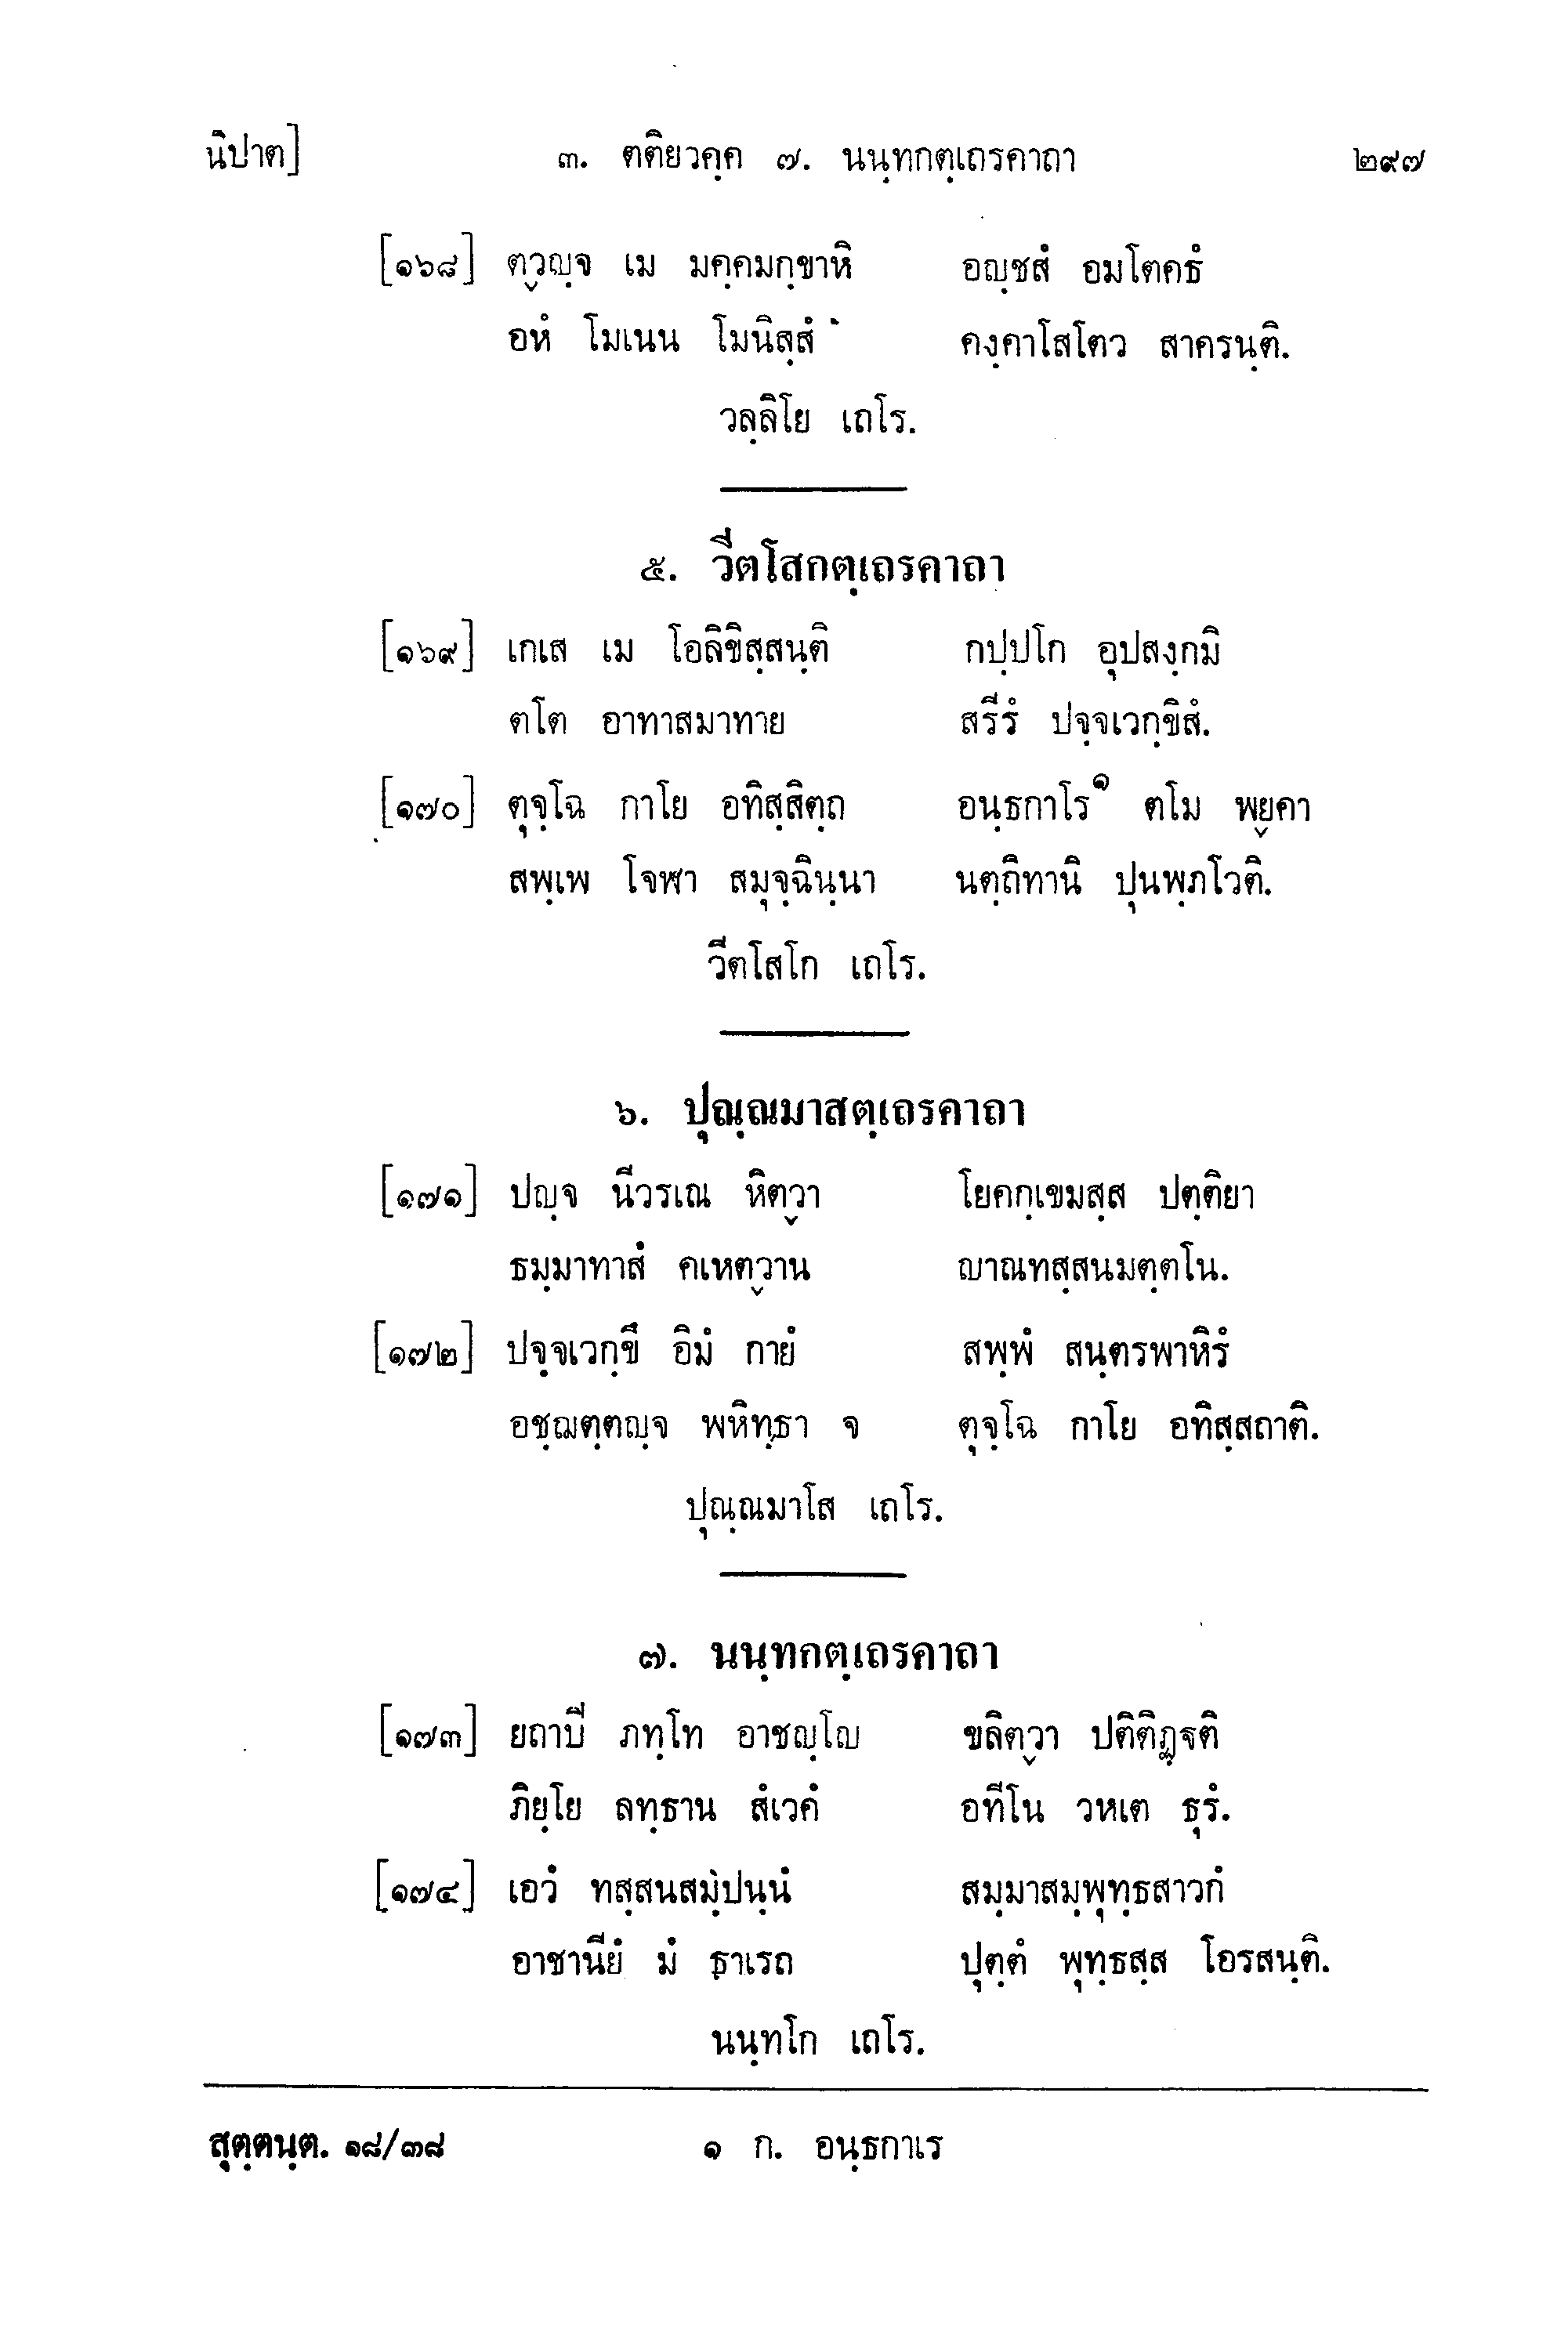 นิปาต] ๓. ตติยวคฺค ๗. นนฺทกตฺเถรคาถา ๒๙๗
[๑๖๘] ตฺวญฺจ เม มคฺคมกฺขาหิ อญฺชสํ อมโตคธํ
อหํ โมเนน โมนิสฺสํ คงฺคาโสโตว สาครนฺติ.
วลฺลิโย เถโร.
๕. วีตโสกตฺเถรคาถา
[๑๖๙] เกเส เม โอลิขิสฺสนฺติ กปฺปโก อุปสงฺกมิ
ตโต อาทาสมาทาย สรีรํ ปจฺจเวกฺขิสํ.
[๑๗๐] ตุจฺโฉ กาโย อทิสฺสิตฺถ อนฺธกาโร๑ ตโม พฺยคา
สพฺเพ โจฬา สมุจฺฉินฺนา นตฺถิทานิ ปุนพฺภโวติ.
วีตโสโก เถโร.
๖. ปุณฺณมาสตฺเถรคาถา
[๑๗๑] ปญฺจ นีวรเณ หิตฺวา โยคกฺเขมสฺส ปตฺติยา
ธมฺมาทาสํ คเหตฺวาน ญาณทสฺสนมตฺตโน.
[๑๗๒] ปจฺจเวกฺขึ อิมํ กายํ สพฺพํ สนฺตรพาหิรํ
อชฺฌตฺตญฺจ พหิทฺธา จ ตุจฺโฉ กาโย อทิสฺสถาติ.
ปุณฺณมาโส เถโร.
๗. นนฺทกตฺเถรคาถา
[๑๗๓] ยถาปี ภทฺโท อาชญฺโญ ขลิตฺวา ปติติฏฺฐติ
ภิยฺโย ลทฺธาน สํเวคํ อทีโน วหเต ธุรํ.
[๑๗๔] เอวํ ทสฺสนสมฺปนฺนํ สมฺมาสมฺพุทฺธสาวกํ
อาชานียํ มํ ธาเรถ ปุตฺตํ พุทฺธสฺส โอรสนฺติ.
นนฺทโก เถโร.
สุตฺตนฺต. ๑๘/๓๘ ๑ ก. อนฺธกาเร